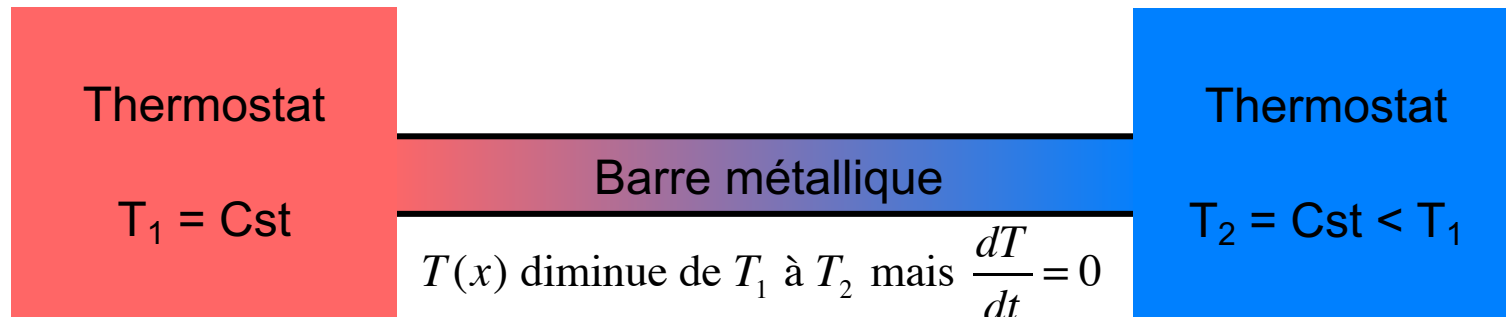 Thermostat
T₁ = Cst
Barre métallique
T(x) diminue de T₁ à T₂ mais dT/dt = 0
Thermostat
T₂ = Cst < T₁